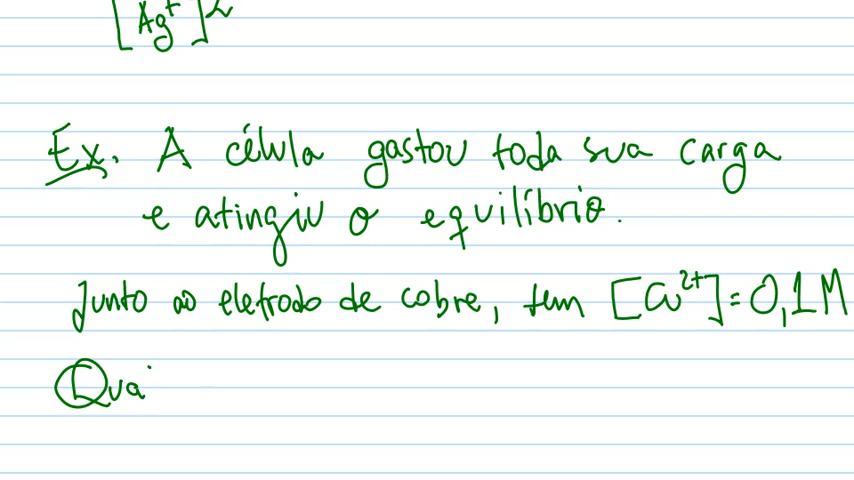 [Ag+]2
Ex. A célula gastou toda sua carga
e atingiu o equilíbrio.
Junto ao eletrodo de cobre, tem [Cu2+]=0,1M
Qua